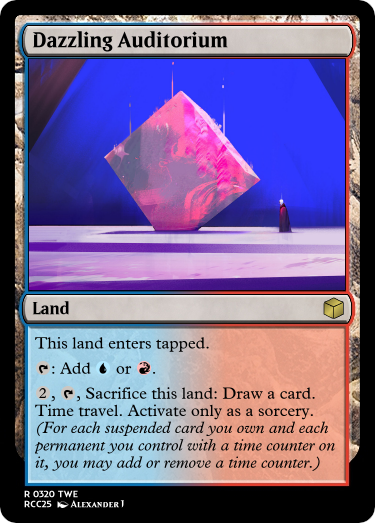 Dazzling Auditorium
Land
This land enters tapped.
: Add or .
2, , Sacrifice this land: Draw a card.
Time travel. Activate only as a sorcery.
(For each suspended card you own and each
permanent you control with a time counter on
it, you may add or remove a time counter.)
R 0320 TWE
RCC25 Alexander 1